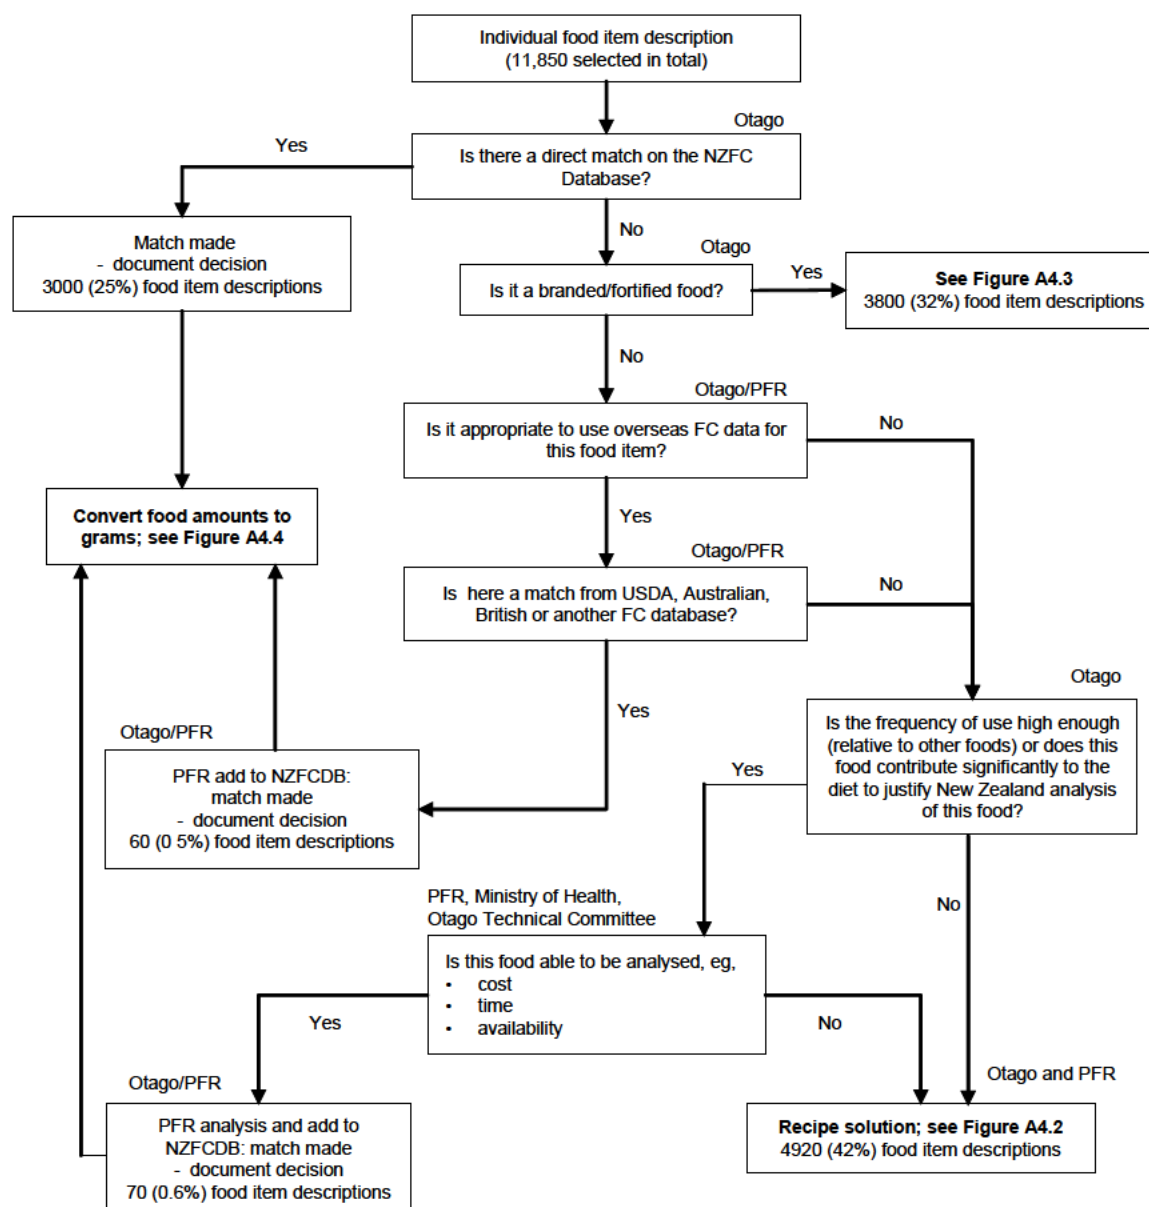 Individual food item description
(11,850 selected in total)
Otago
Yes
Is there a direct match on the NZFC
Database?
Match made
- document decision
3000 (25%) food item descriptions
No
Otago
Is it a branded/fortified food?
Yes
See Figure A4.3
3800 (32%) food item descriptions
No
Otago/PFR
Is it appropriate to use overseas FC data for
this food item?
No
Convert food amounts to
grams; see Figure A4.4
Yes
Otago/PFR
Is here a match from USDA, Australian,
British or another FC database?
No
Otago
Yes
Is the frequency of use high enough
(relative to other foods) or does this
food contribute significantly to the
diet to justify New Zealand analysis
of this food?
Otago/PFR
PFR add to NZFCDB:
match made
- document decision
60 (0 5%) food item descriptions
Yes
PFR, Ministry of Health,
Otago Technical Committee
No
Is this food able to be analysed, eg,
• cost
• time
• availability
Yes
No
Otago/PFR
PFR analysis and add to
NZFCDB: match made
- document decision
70 (0.6%) food item descriptions
Otago and PFR
Recipe solution; see Figure A4.2
4920 (42%) food item descriptions